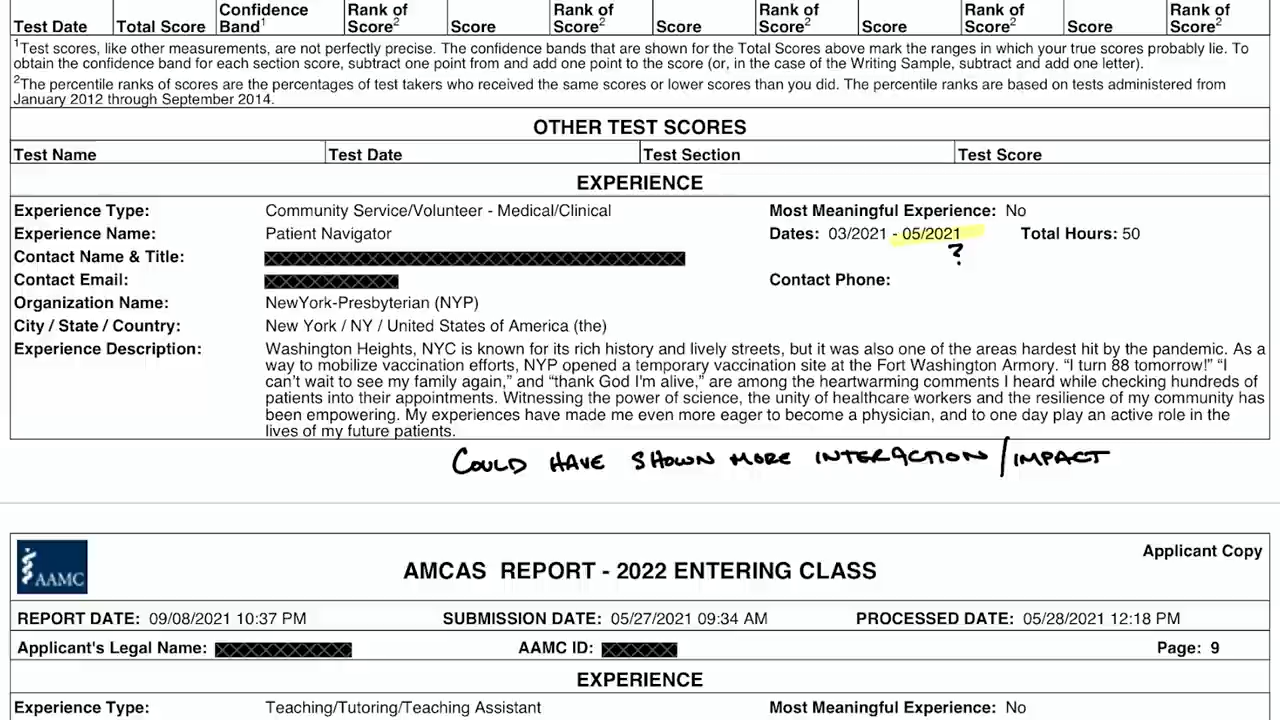 Confidence Rank of Rank of Rank of Rank of Rank of
Test Date Total Score Band1 Score2 Score Score2 Score Score2 Score Score2 Score Score2
1Test scores, like other measurements, are not perfectly precise. The confidence bands that are shown for the Total Scores above mark the ranges in which your true scores probably lie. To
obtain the confidence band for each section score, subtract one point from and add one point to the score (or, in the case of the Writing Sample, subtract and add one letter).
2The percentile ranks of scores are the percentages of test takers who received the same scores or lower scores than you did. The percentile ranks are based on tests administered from
January 2012 through September 2014.
OTHER TEST SCORES
Test Name Test Date Test Section Test Score
EXPERIENCE
Experience Type: Community Service/Volunteer - Medical/Clinical Most Meaningful Experience: No
Experience Name: Patient Navigator Dates: 03/2021 - 05/2021 Total Hours: 50
?
Contact Name & Title:
Contact Email: Contact Phone:
Organization Name: NewYork-Presbyterian (NYP)
City / State / Country: New York / NY / United States of America (the)
Experience Description: Washington Heights, NYC is known for its rich history and lively streets, but it was also one of the areas hardest hit by the pandemic. As a
way to mobilize vaccination efforts, NYP opened a temporary vaccination site at the Fort Washington Armory. “I turn 88 tomorrow!” “I
can’t wait to see my family again,” and “thank God I'm alive,” are among the heartwarming comments I heard while checking hundreds of
patients into their appointments. Witnessing the power of science, the unity of healthcare workers and the resilience of my community has
been empowering. My experiences have made me even more eager to become a physician, and to one day play an active role in the
lives of my future patients.
COULD HAVE SHOWN MORE INTERACTION/IMPACT
Applicant Copy
AAMC
AMCAS REPORT - 2022 ENTERING CLASS
REPORT DATE: 09/08/2021 10:37 PM SUBMISSION DATE: 05/27/2021 09:34 AM PROCESSED DATE: 05/28/2021 12:18 PM
Applicant's Legal Name: AAMC ID: Page: 9
EXPERIENCE
Experience Type: Teaching/Tutoring/Teaching Assistant Most Meaningful Experience: No